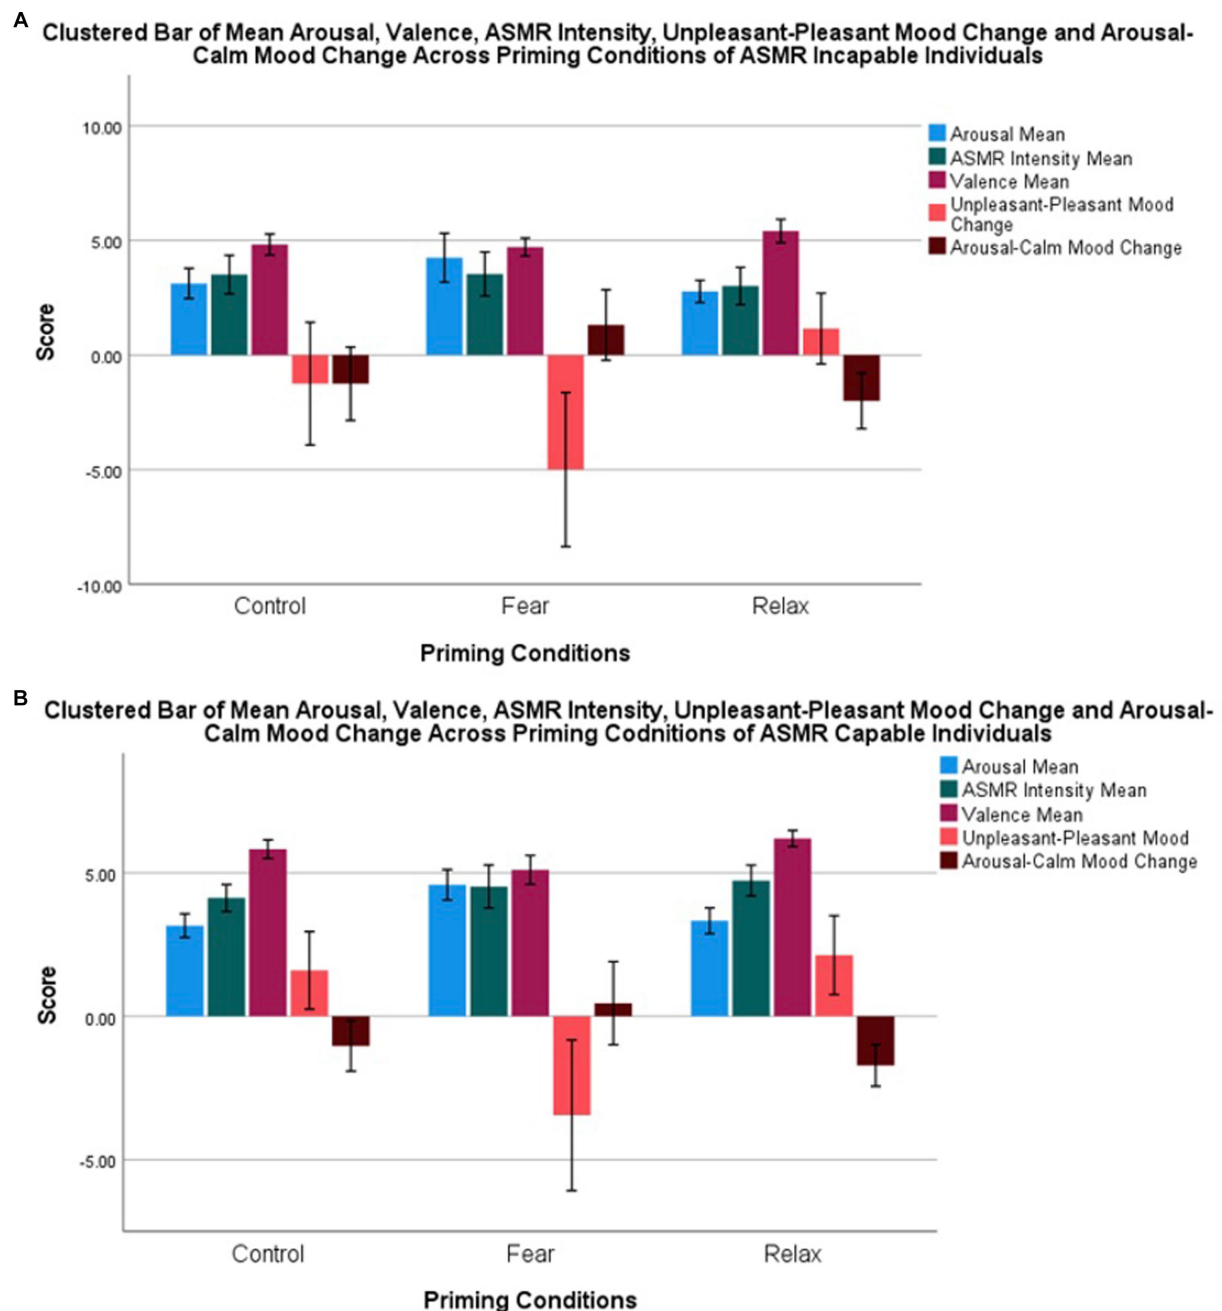 A
Clustered Bar of Mean Arousal, Valence, ASMR Intensity, Unpleasant-Pleasant Mood Change and Arousal-
Calm Mood Change Across Priming Conditions of ASMR Incapable Individuals
10.00
5.00
0.00
-5.00
-10.00
Score
Control
Fear
Relax
Priming Conditions
Arousal Mean
ASMR Intensity Mean
Valence Mean
Unpleasant-Pleasant Mood
Change
Arousal-Calm Mood Change
B
Clustered Bar of Mean Arousal, Valence, ASMR Intensity, Unpleasant-Pleasant Mood Change and Arousal-
Calm Mood Change Across Priming Codnitions of ASMR Capable Individuals
5.00
0.00
-5.00
Score
Control
Fear
Relax
Priming Conditions
Arousal Mean
ASMR Intensity Mean
Valence Mean
Unpleasant-Pleasant Mood
Arousal-Calm Mood Change